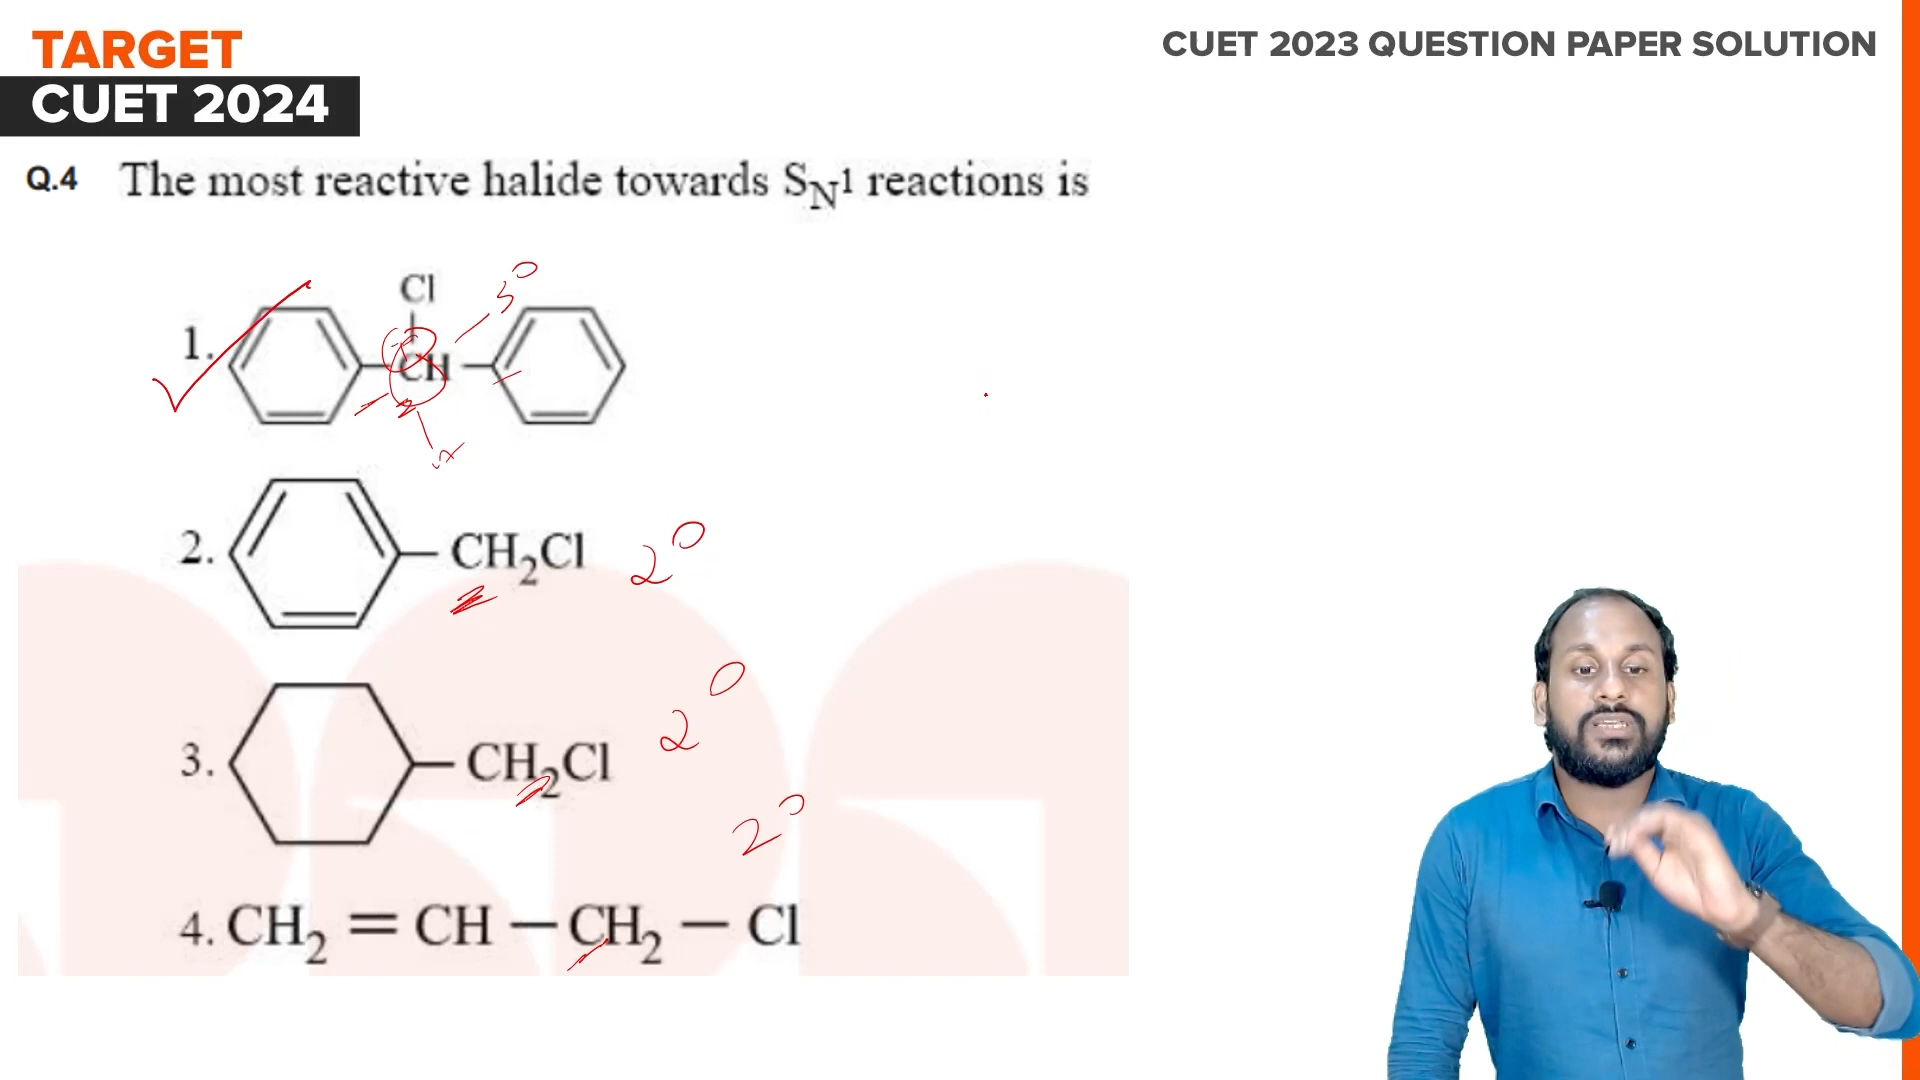 TARGET
CUET 2024
CUET 2023 QUESTION PAPER SOLUTION
Q.4 The most reactive halide towards SN1 reactions is
Cl
3°
1. CH
2. CH2Cl 2°
3. CH2Cl 2°
2°
4. CH2 = CH − CH2 − Cl